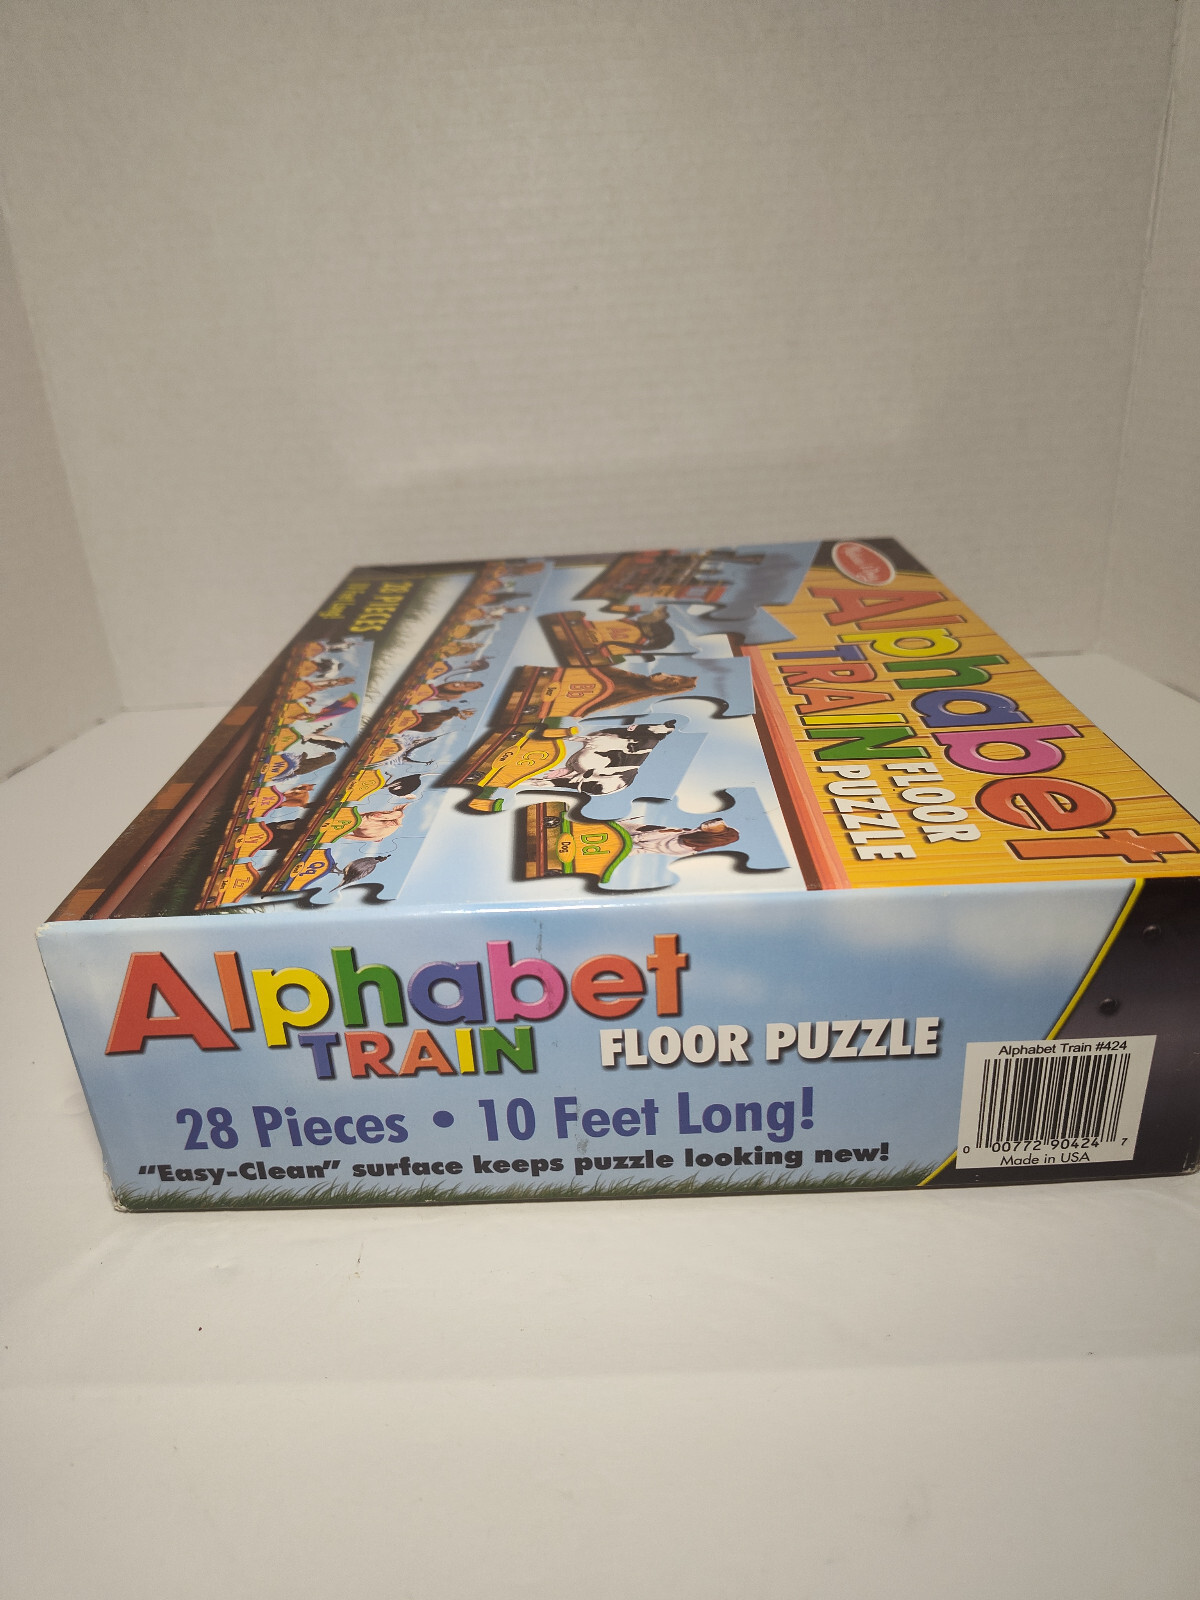 Alphabet
TRAIN
FLOOR
PUZZLE
28 PIECES
Bb
Cc
Cow
Dd
Dog
Alphabet
TRAIN FLOOR PUZZLE
28 Pieces • 10 Feet Long!
"Easy-Clean" surface keeps puzzle looking new!
Alphabet Train #424
0 00772 90424 7
Made in USA